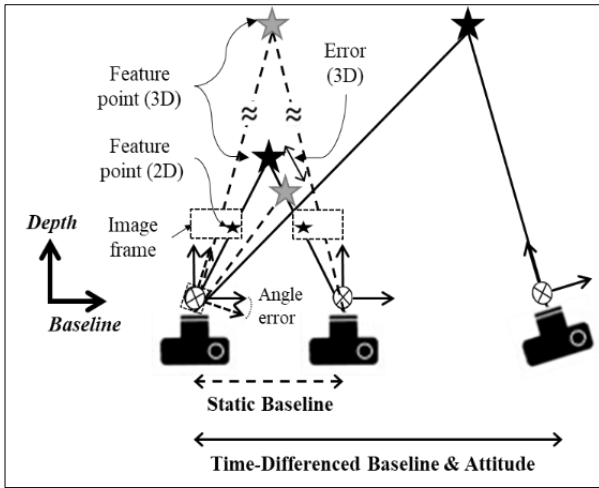 Feature
point (3D)
Error
(3D)
Feature
point (2D)
Image
frame
Depth
Baseline
Angle
error
Static Baseline
Time-Differenced Baseline & Attitude